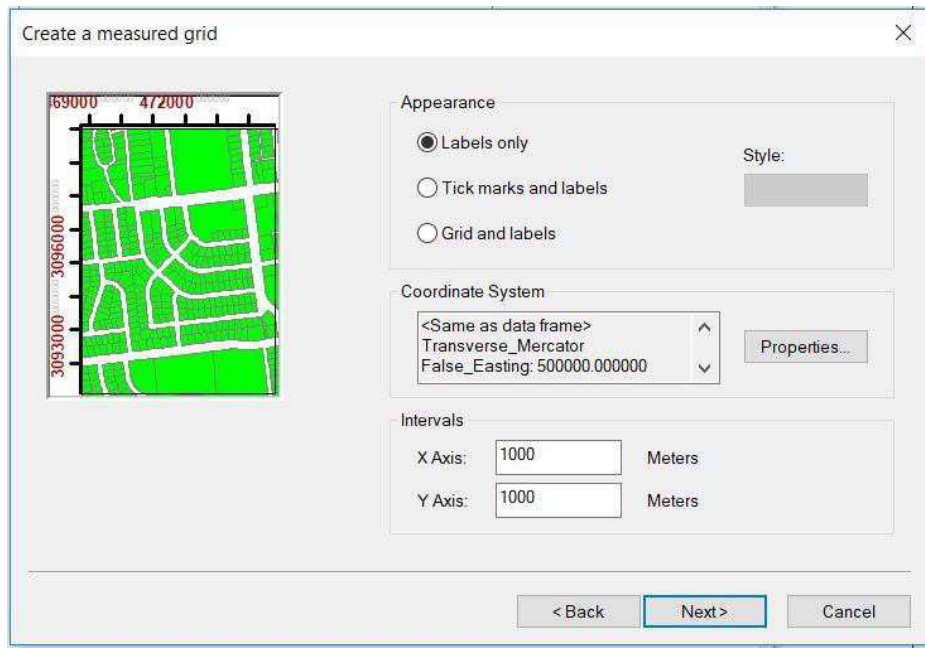 Create a measured grid
469000 472000
3096000
3093000
Appearance
Labels only
Tick marks and labels
Grid and labels
Style:
Coordinate System
<Same as data frame>
Transverse_Mercator
False_Easting: 500000.000000
Properties...
Intervals
X Axis: 1000 Meters
Y Axis: 1000 Meters
< Back Next > Cancel